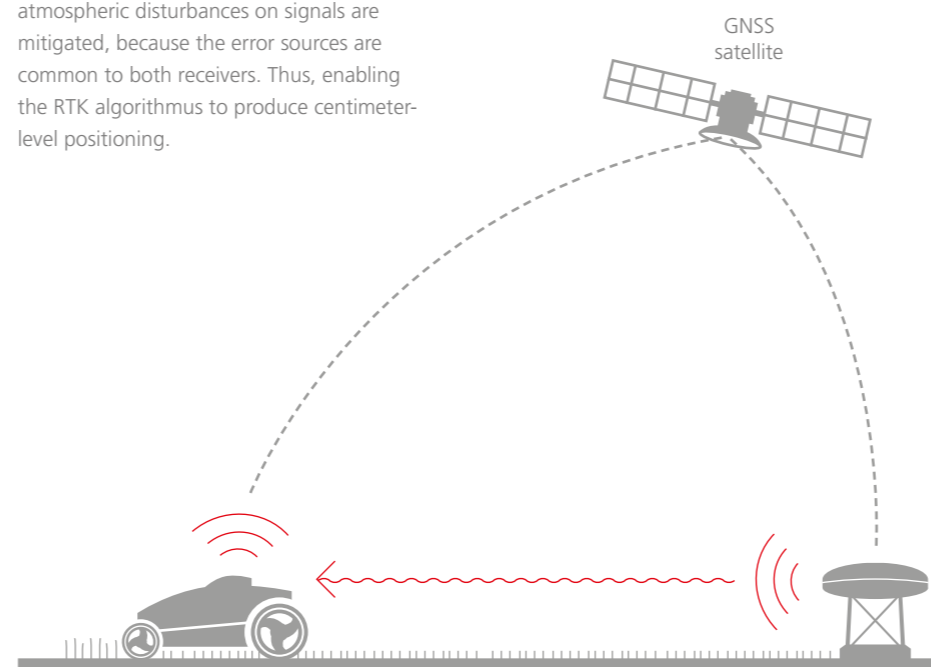 atmospheric disturbances on signals are
mitigated, because the error sources are
common to both receivers. Thus, enabling
the RTK algorithmus to produce centimeter-
level positioning.
GNSS
satellite